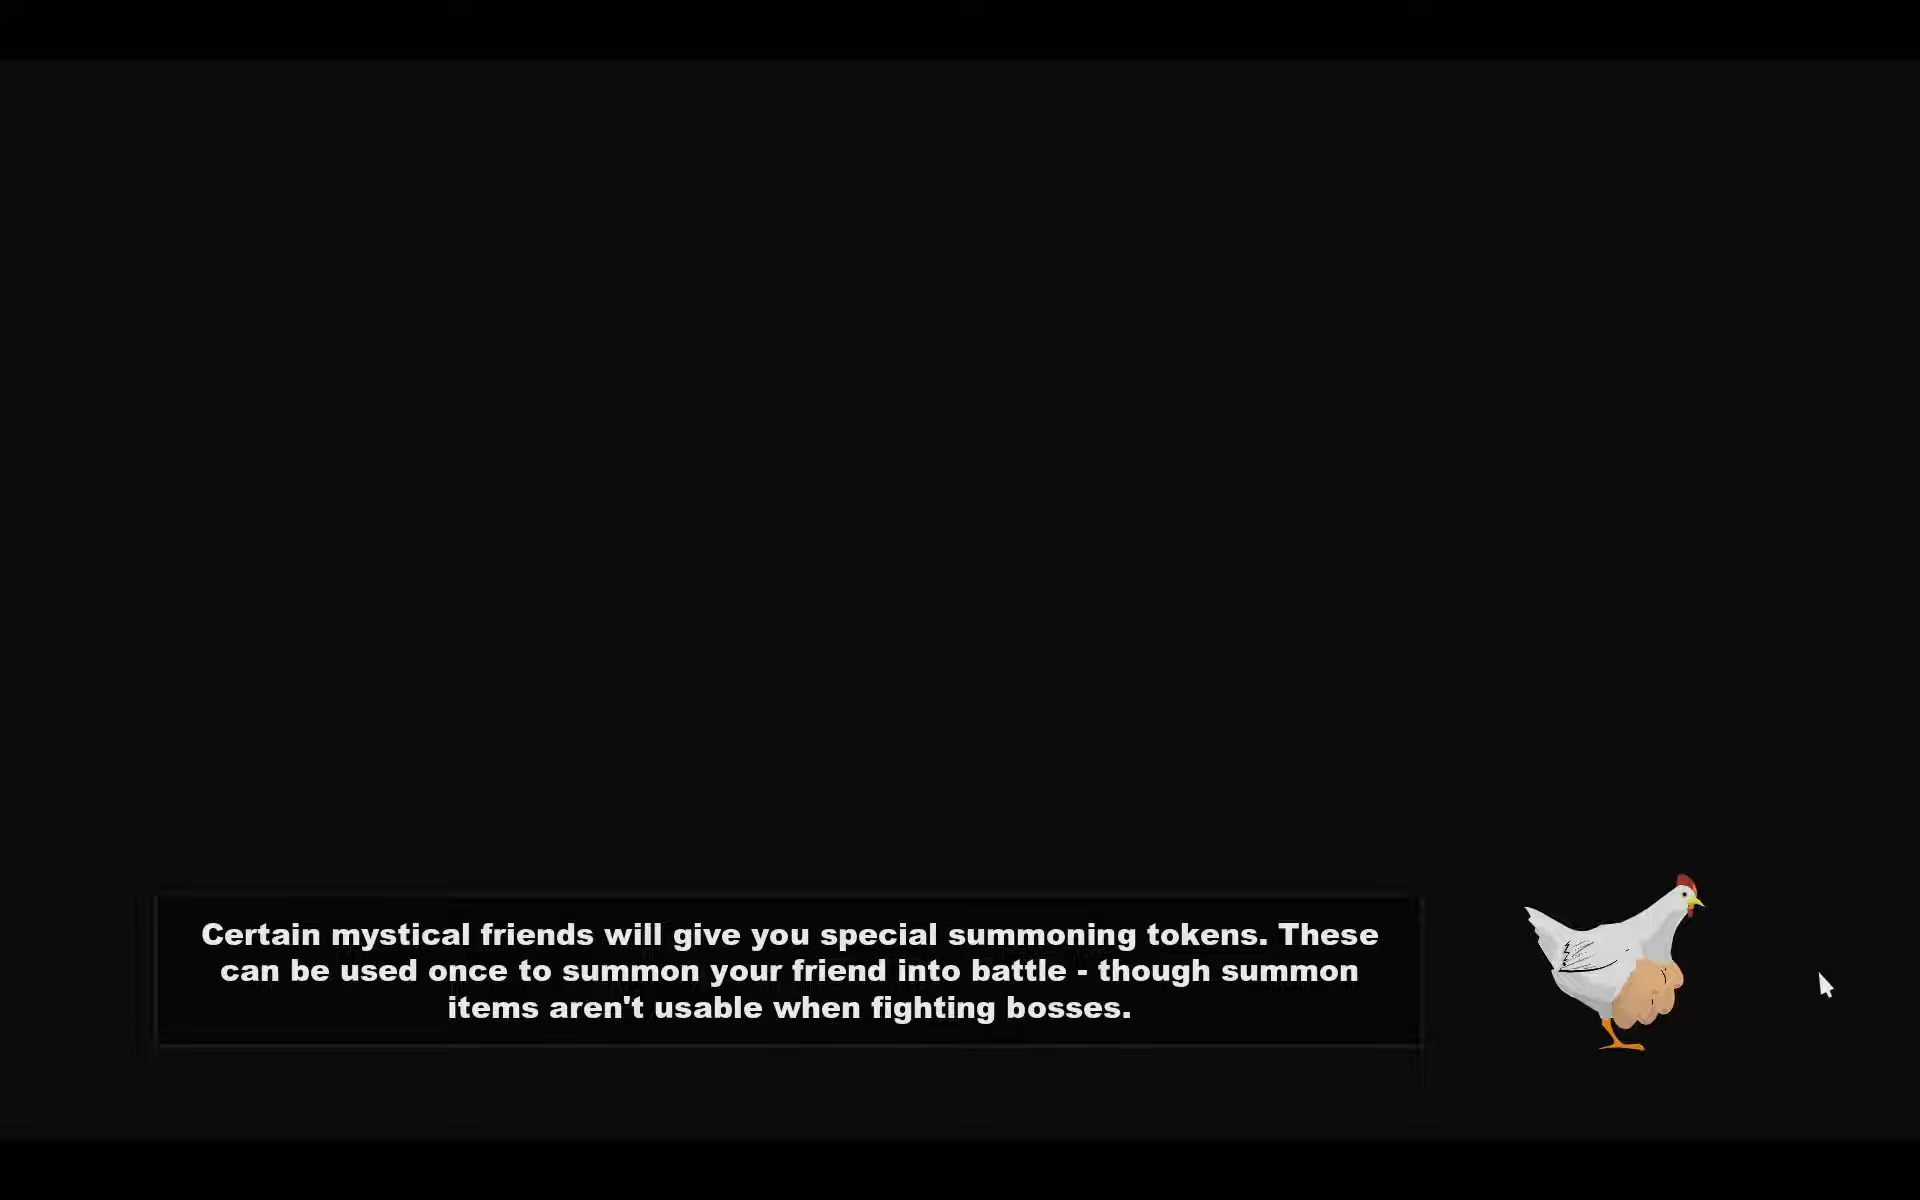 Certain mystical friends will give you special summoning tokens. These
can be used once to summon your friend into battle - though summon
items aren't usable when fighting bosses.